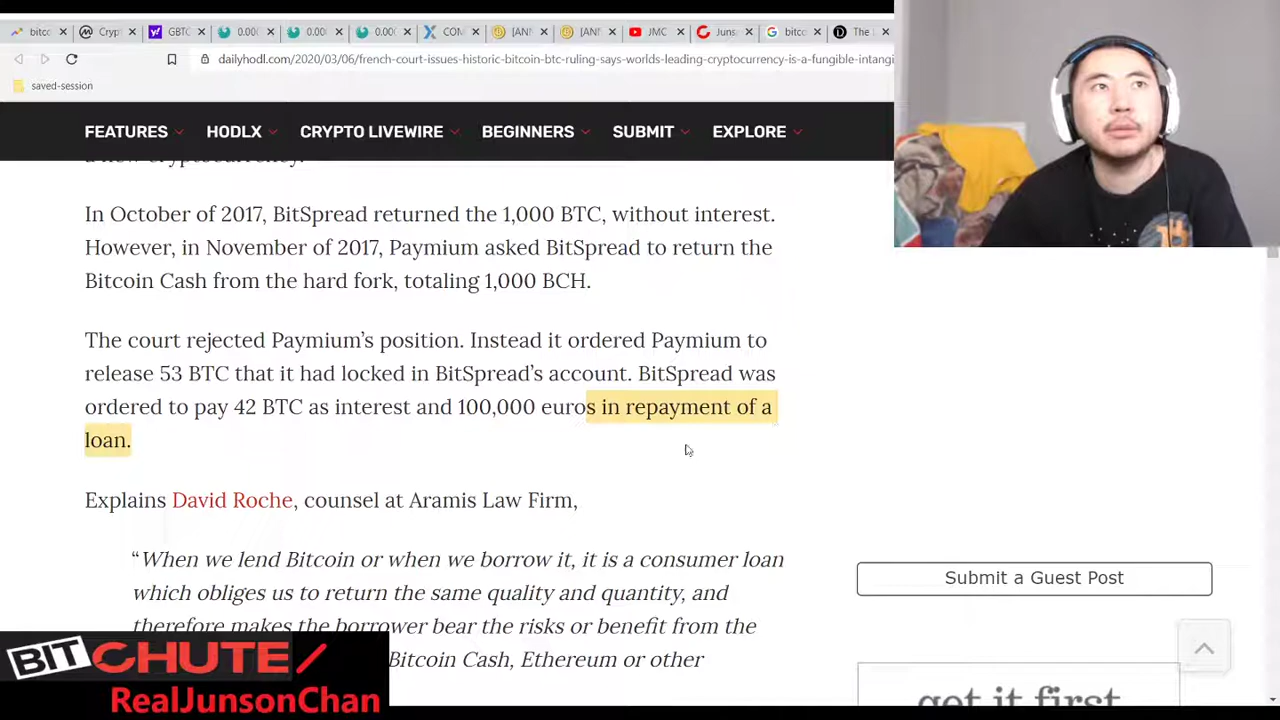 bitco
Cryp
GBTC
0.00
0.00
0.00
CON
[ANN
[ANN
JMC
Juns
bitco
The I
dailyhodl.com/2020/03/06/french-court-issues-historic-bitcoin-btc-ruling-says-worlds-leading-cryptocurrency-is-a-fungible-intangi
saved-session
FEATURES
HODLX
CRYPTO LIVEWIRE
BEGINNERS
SUBMIT
EXPLORE
In October of 2017, BitSpread returned the 1,000 BTC, without interest.
However, in November of 2017, Paymium asked BitSpread to return the
Bitcoin Cash from the hard fork, totaling 1,000 BCH.
The court rejected Paymium's position. Instead it ordered Paymium to
release 53 BTC that it had locked in BitSpread's account. BitSpread was
ordered to pay 42 BTC as interest and 100,000 euros in repayment of a
loan.
Explains David Roche, counsel at Aramis Law Firm,
"When we lend Bitcoin or when we borrow it, it is a consumer loan
which obliges us to return the same quality and quantity, and
therefore makes the borrower bear the risks or benefit from the
Bitcoin Cash, Ethereum or other
Submit a Guest Post
get it first
BITCHUTE/
RealJunsonChan